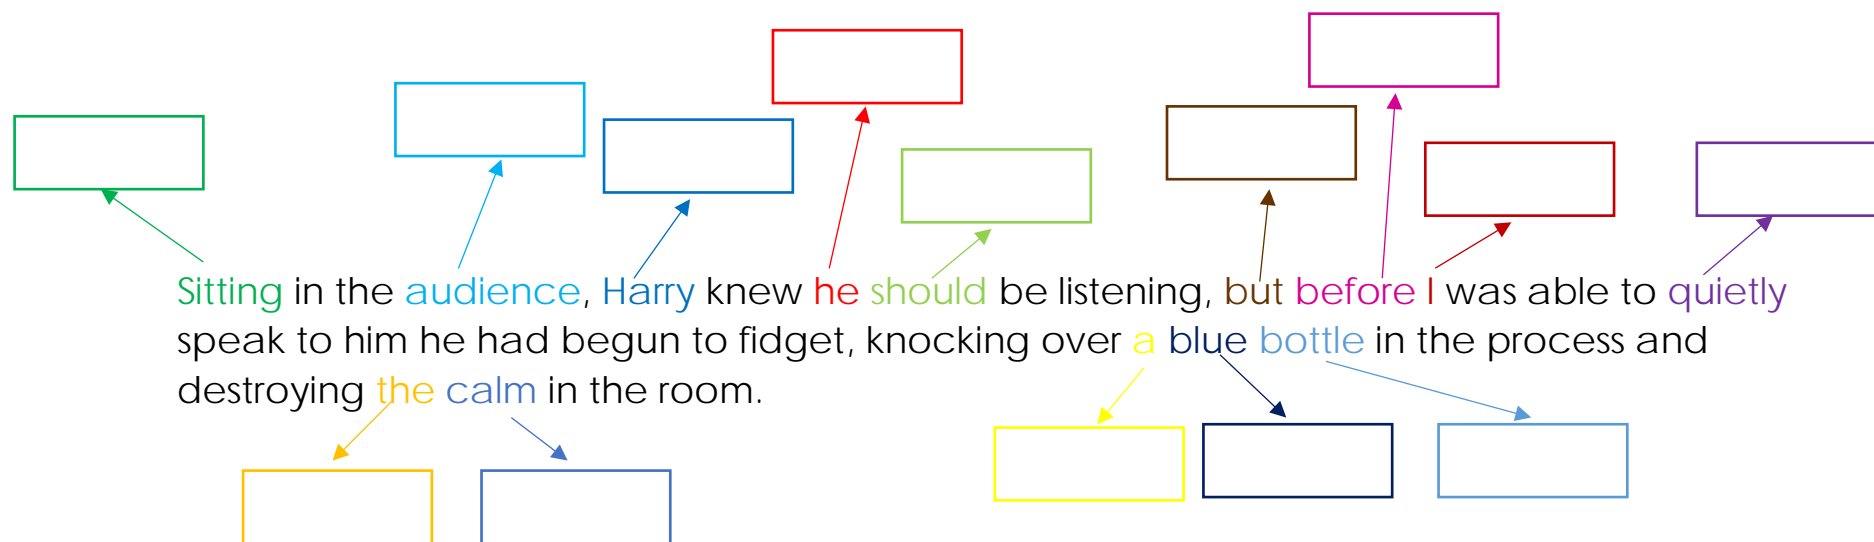 Sitting in the audience, Harry knew he should be listening, but before I was able to quietly
speak to him he had begun to fidget, knocking over a blue bottle in the process and
destroying the calm in the room.